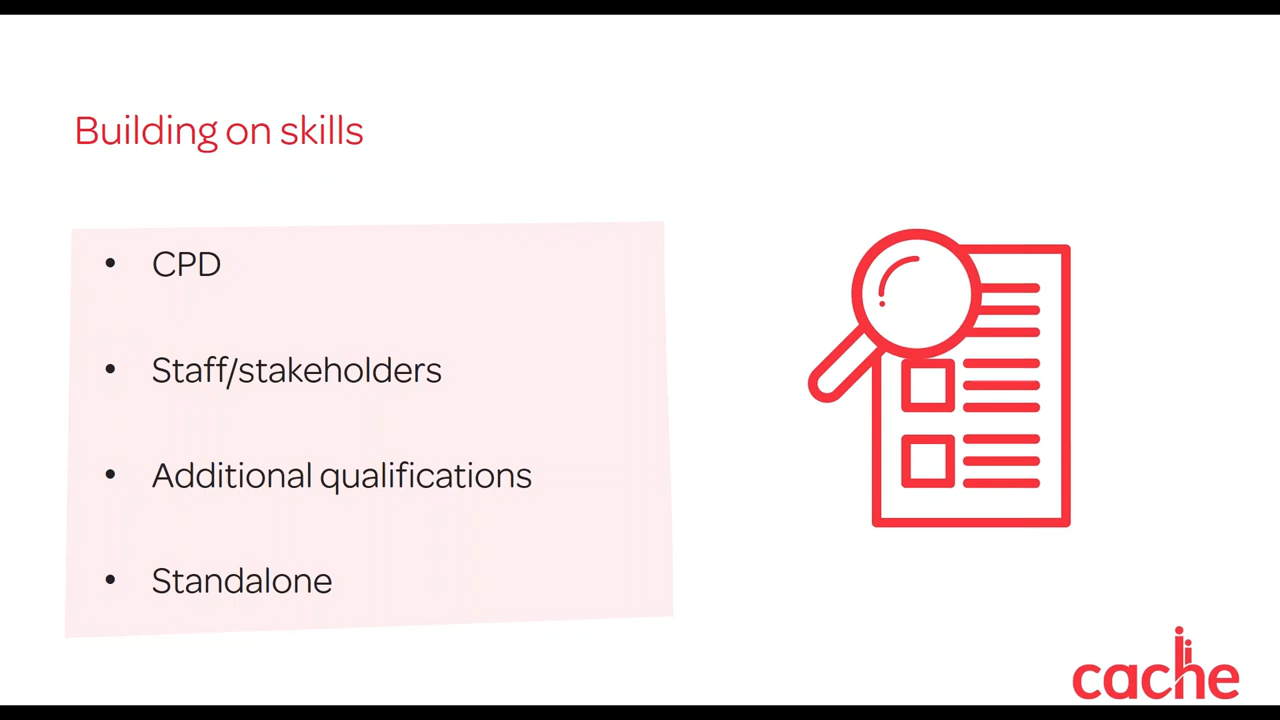 Building on skills
• CPD
• Staff/stakeholders
• Additional qualifications
• Standalone
cache